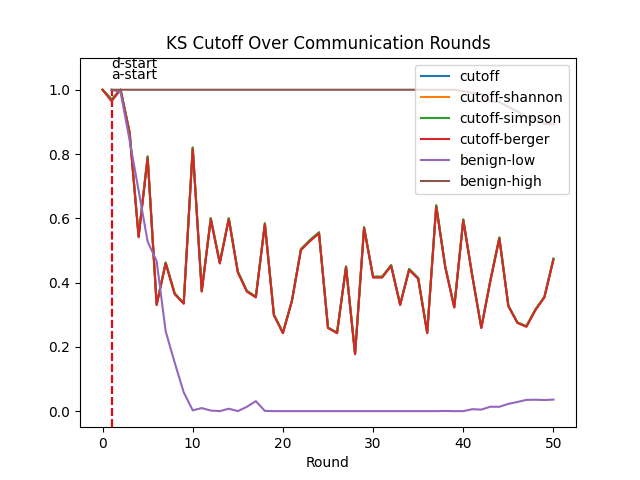 KS Cutoff Over Communication Rounds
d-start
a-start
cutoff
cutoff-shannon
cutoff-simpson
cutoff-berger
benign-low
benign-high
1.0
0.8
0.6
0.4
0.2
0.0
0 10 20 30 40 50
Round